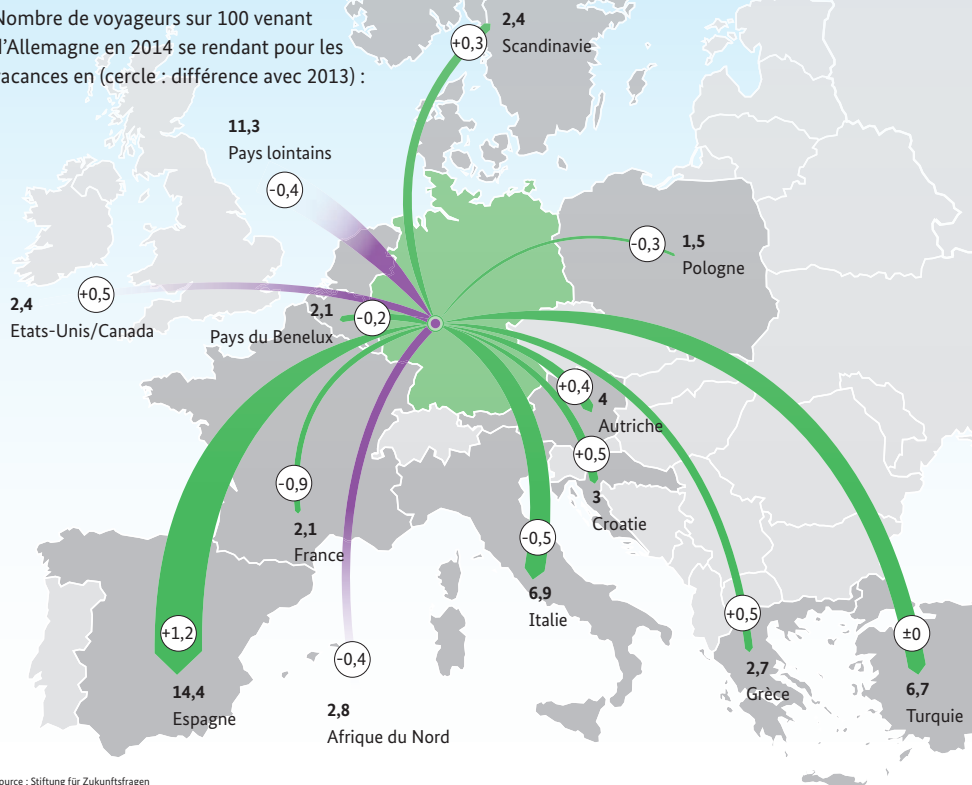 Nombre de voyageurs sur 100 venant
d'Allemagne en 2014 se rendant pour les
vacances en (cercle : différence avec 2013) :
2,4
Scandinavie
+0,3
11,3
Pays lointains
-0,4
-0,3
1,5
Pologne
+0,5
2,4
Etats-Unis/Canada
2,1
Pays du Benelux
-0,2
+0,4
4
Autriche
+0,5
3
Croatie
-0,9
2,1
France
-0,5
6,9
Italie
+1,2
14,4
Espagne
-0,4
2,8
Afrique du Nord
+0,5
2,7
Grèce
±0
6,7
Turquie
ource : Stiftung für Zukunftsfragen